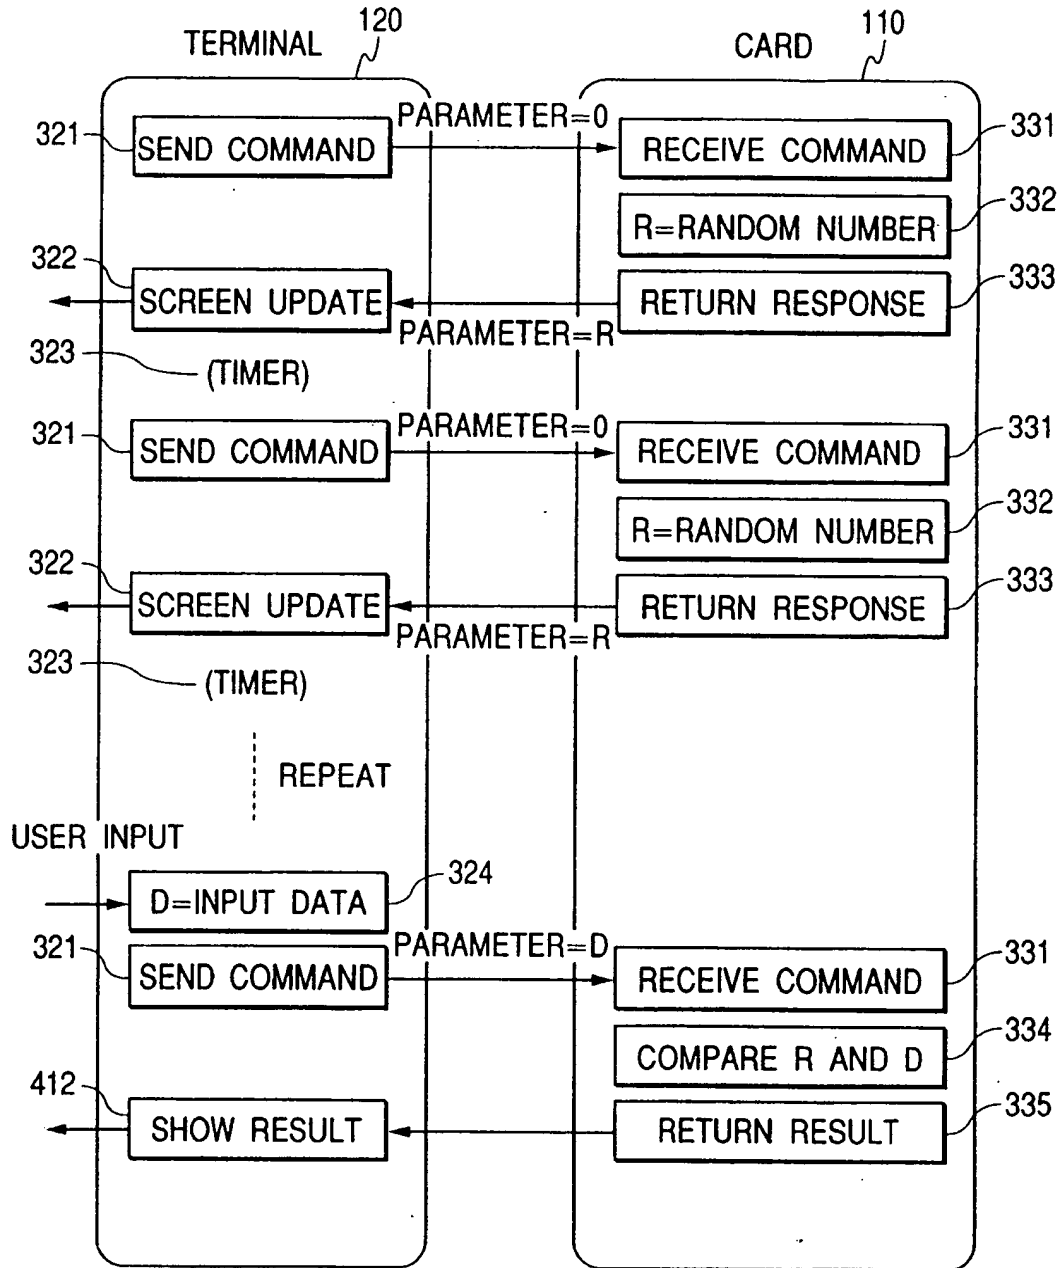 120
110
TERMINAL
CARD
PARAMETER=0
321
SEND COMMAND
RECEIVE COMMAND
331
R=RANDOM NUMBER
332
322
SCREEN UPDATE
RETURN RESPONSE
333
PARAMETER=R
323
(TIMER)
PARAMETER=0
321
SEND COMMAND
RECEIVE COMMAND
331
R=RANDOM NUMBER
332
322
SCREEN UPDATE
RETURN RESPONSE
333
PARAMETER=R
323
(TIMER)
REPEAT
USER INPUT
D=INPUT DATA
324
PARAMETER=D
321
SEND COMMAND
RECEIVE COMMAND
331
COMPARE R AND D
334
412
SHOW RESULT
RETURN RESULT
335